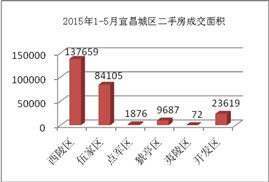 2015年1-5月宜昌城区二手房成交面积
150000
100000
50000
0
137659
84105
1876
9687
72
23619
西陵区
伍家区
点军区
猇亭区
夷陵区
开发区